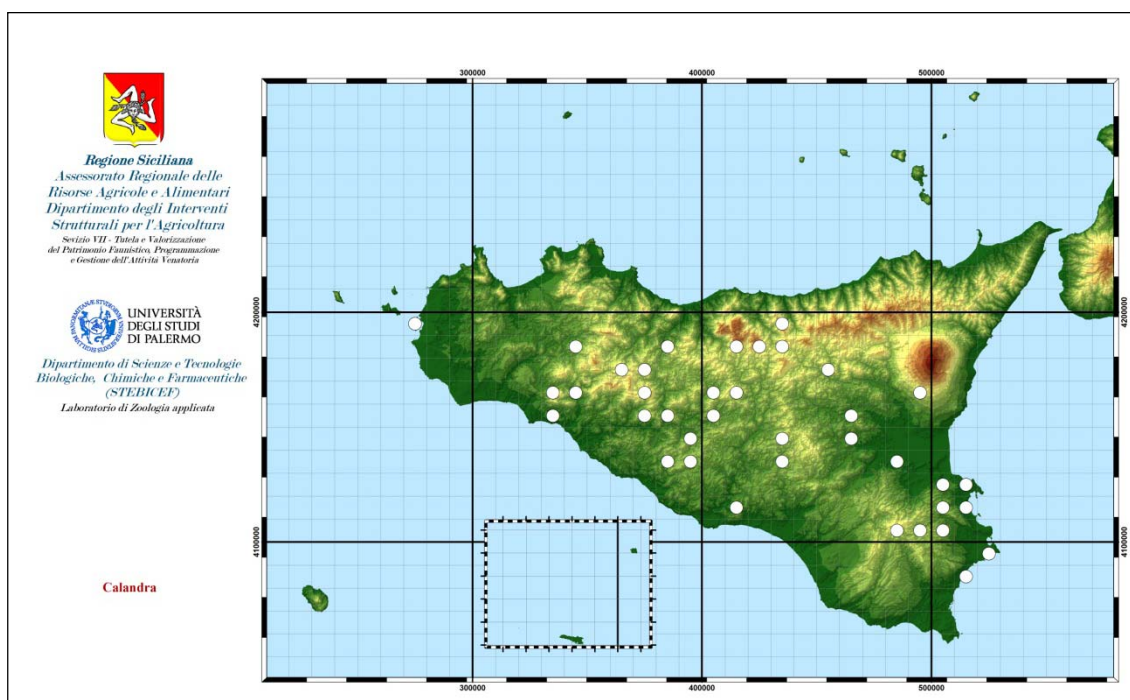 Regione Siciliana
Assessorato Regionale delle
Risorse Agricole e Alimentari
Dipartimento degli Interventi
Strutturali per l'Agricoltura
Sevizio VII - Tutela e Valorizzazione
del Patrimonio Faunistico, Programmazione
e Gestione dell'Attività Venatoria
UNIVERSITÀ
DEGLI STUDI
DI PALERMO
Dipartimento di Scienze e Tecnologie
Biologiche, Chimiche e Farmaceutiche
(STEBICEF)
Laboratorio di Zoologia applicata
Calandra
300000
400000
500000
4200000
4200000
4100000
4100000
300000
400000
500000